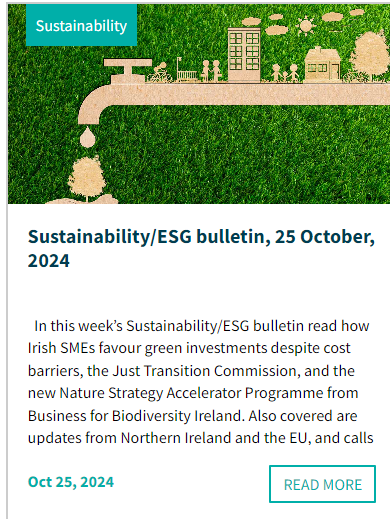 Sustainability
Sustainability/ESG bulletin, 25 October,
2024
In this week’s Sustainability/ESG bulletin read how
Irish SMEs favour green investments despite cost
barriers, the Just Transition Commission, and the
new Nature Strategy Accelerator Programme from
Business for Biodiversity Ireland. Also covered are
updates from Northern Ireland and the EU, and calls
Oct 25, 2024
READ MORE